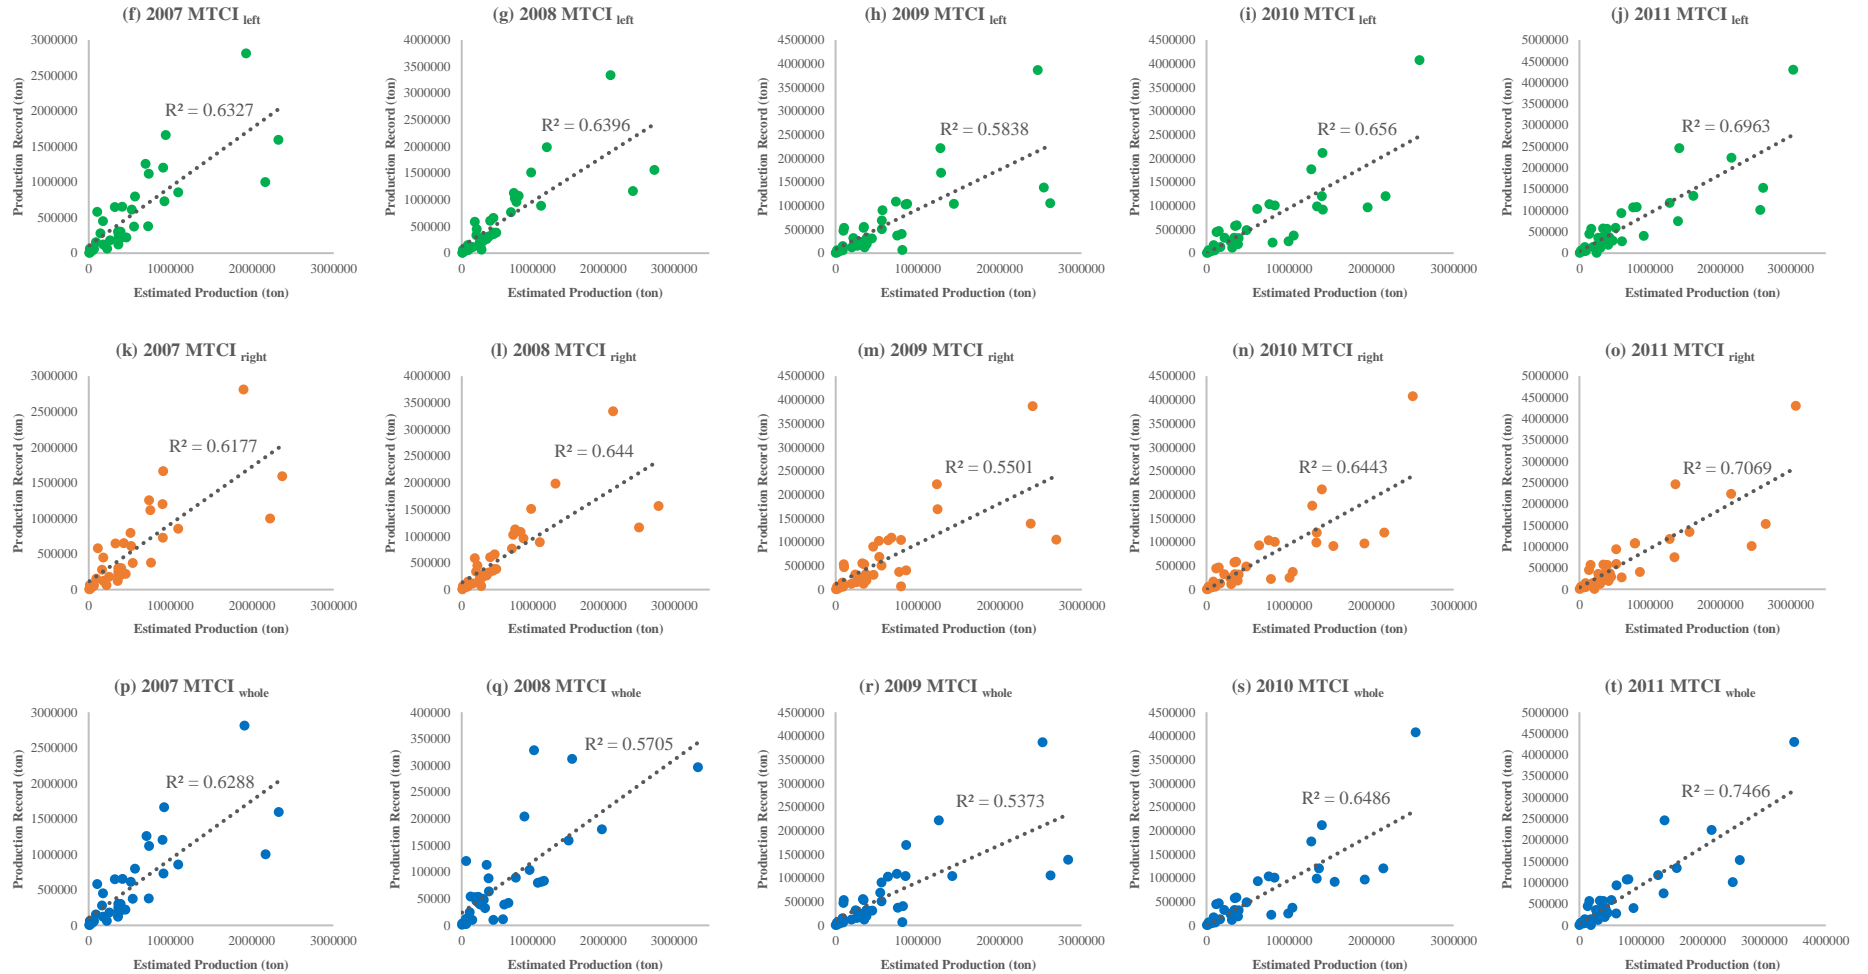 (f) 2007 MTCI left
Production Record (ton)
3000000
2500000
2000000
1500000
1000000
500000
0
R² = 0.6327
0 1000000 2000000 3000000
Estimated Production (ton)
(g) 2008 MTCI left
Production Record (ton)
4000000
3500000
3000000
2500000
2000000
1500000
1000000
500000
0
R² = 0.6396
0 1000000 2000000 3000000
Estimated Production (ton)
(h) 2009 MTCI left
Production Record (ton)
4500000
4000000
3500000
3000000
2500000
2000000
1500000
1000000
500000
0
R² = 0.5838
0 1000000 2000000 3000000
Estimated Production (ton)
(i) 2010 MTCI left
Production Record (ton)
4500000
4000000
3500000
3000000
2500000
2000000
1500000
1000000
500000
0
R² = 0.656
0 1000000 2000000 3000000
Estimated Production (ton)
(j) 2011 MTCI left
Production Record (ton)
5000000
4500000
4000000
3500000
3000000
2500000
2000000
1500000
1000000
500000
0
R² = 0.6963
0 1000000 2000000 3000000
Estimated Production (ton)
(k) 2007 MTCI right
Production Record (ton)
3000000
2500000
2000000
1500000
1000000
500000
0
R² = 0.6177
0 1000000 2000000 3000000
Estimated Production (ton)
(l) 2008 MTCI right
Production Record (ton)
4000000
3500000
3000000
2500000
2000000
1500000
1000000
500000
0
R² = 0.644
0 1000000 2000000 3000000
Estimated Production (ton)
(m) 2009 MTCI right
Production Record (ton)
4500000
4000000
3500000
3000000
2500000
2000000
1500000
1000000
500000
0
R² = 0.5501
0 1000000 2000000 3000000
Estimated Production (ton)
(n) 2010 MTCI right
Production Record (ton)
4500000
4000000
3500000
3000000
2500000
2000000
1500000
1000000
500000
0
R² = 0.6443
0 1000000 2000000 3000000
Estimated Production (ton)
(o) 2011 MTCI right
Production Record (ton)
5000000
4500000
4000000
3500000
3000000
2500000
2000000
1500000
1000000
500000
0
R² = 0.7069
0 1000000 2000000 3000000
Estimated Production (ton)
(p) 2007 MTCI whole
Production Record (ton)
3000000
2500000
2000000
1500000
1000000
500000
0
R² = 0.6288
0 1000000 2000000 3000000
Estimated Production (ton)
(q) 2008 MTCI whole
Production Record (ton)
400000
350000
300000
250000
200000
150000
100000
50000
0
R² = 0.5705
0 1000000 2000000 3000000
Estimated Production (ton)
(r) 2009 MTCI whole
Production Record (ton)
4500000
4000000
3500000
3000000
2500000
2000000
1500000
1000000
500000
0
R² = 0.5373
0 1000000 2000000 3000000
Estimated Production (ton)
(s) 2010 MTCI whole
Production Record (ton)
4500000
4000000
3500000
3000000
2500000
2000000
1500000
1000000
500000
0
R² = 0.6486
0 1000000 2000000 3000000
Estimated Production (ton)
(t) 2011 MTCI whole
Production Record (ton)
5000000
4500000
4000000
3500000
3000000
2500000
2000000
1500000
1000000
500000
0
R² = 0.7466
0 1000000 2000000 3000000 4000000
Estimated Production (ton)